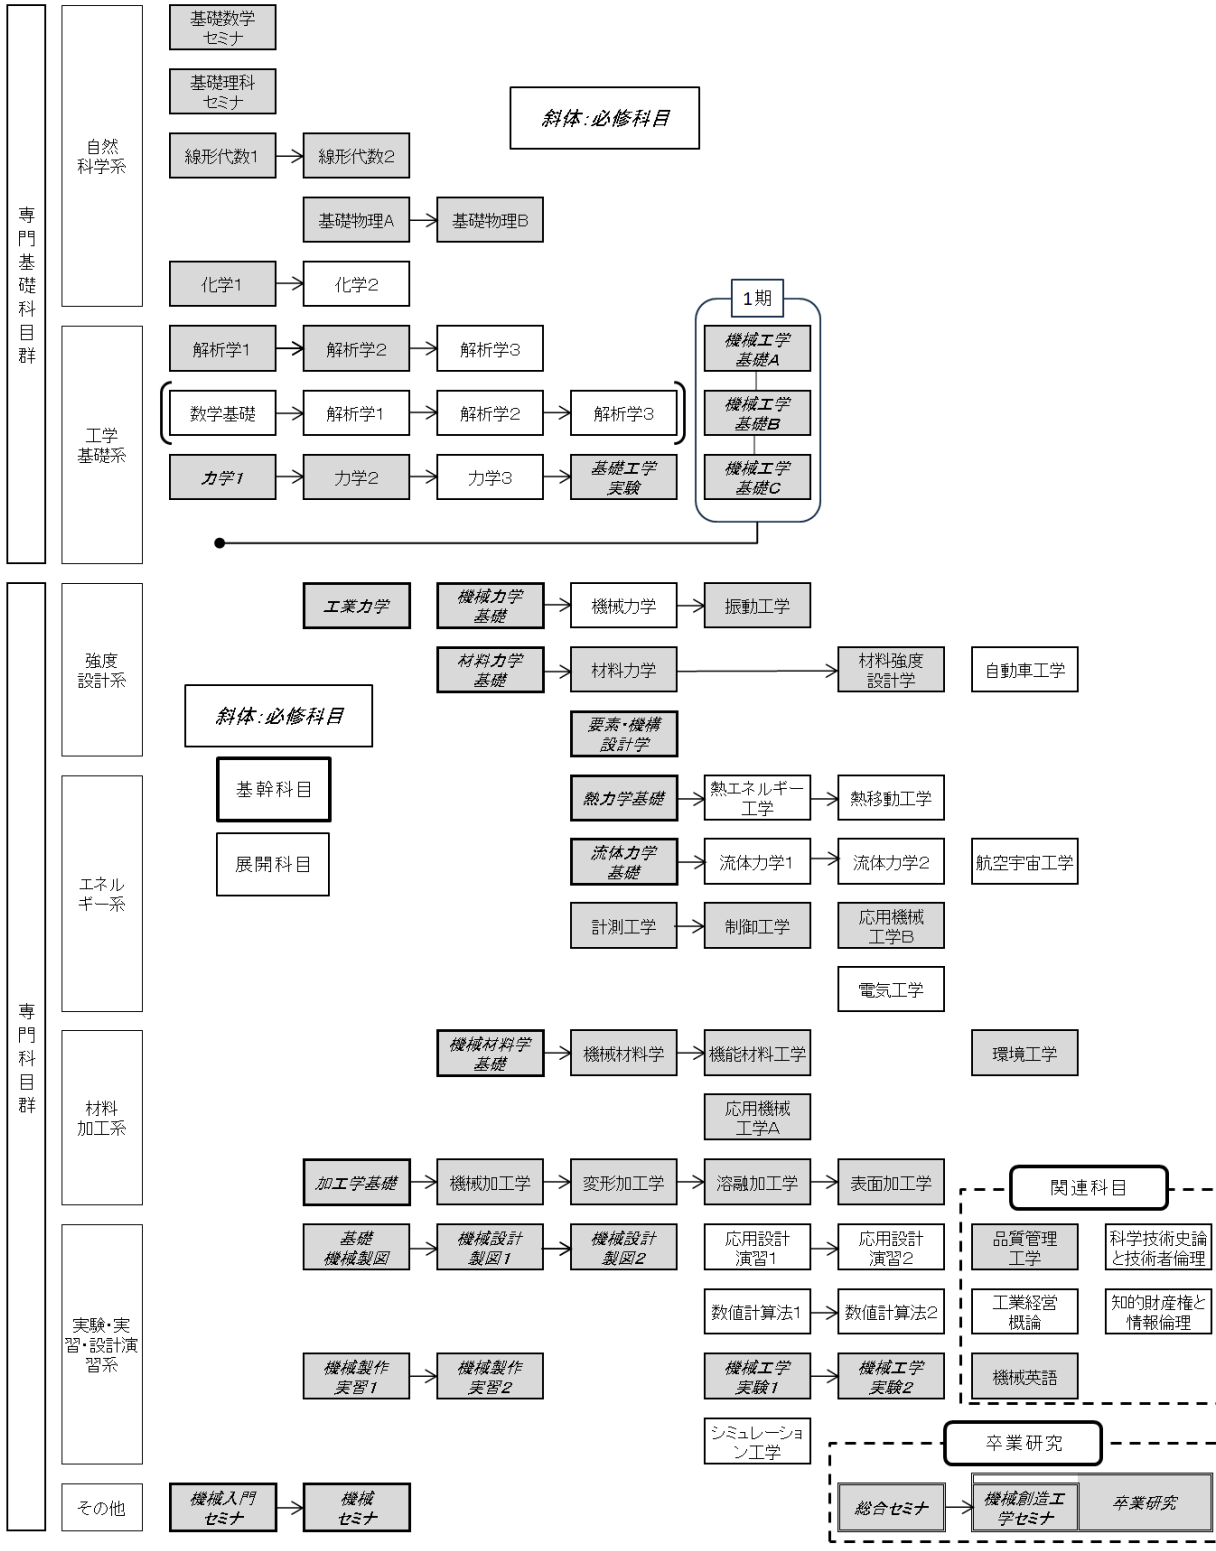 専門基礎科目群
自然
科学系
基礎数学
セミナ
基礎理科
セミナ
線形代数1
線形代数2
斜体:必修科目
基礎物理A
基礎物理B
化学1
化学2
1期
工学
基礎系
解析学1
解析学2
解析学3
機械工学
基礎A
数学基礎
解析学1
解析学2
解析学3
機械工学
基礎B
力学1
力学2
力学3
基礎工学
実験
機械工学
基礎C
専門科目群
強度
設計系
工業力学
機械力学
基礎
機械力学
振動工学
材料力学
基礎
材料力学
材料強度
設計学
自動車工学
斜体:必修科目
要素・機構
設計学
基幹科目
展開科目
エネル
ギー系
熱力学基礎
熱エネルギー
工学
熱移動工学
流体力学
基礎
流体力学1
流体力学2
航空宇宙工学
計測工学
制御工学
応用機械
工学B
電気工学
材料
加工系
機械材料学
基礎
機械材料学
機能材料工学
環境工学
応用機械
工学A
加工学基礎
機械加工学
変形加工学
溶融加工学
表面加工学
関連科目
実験・実
習・設計演
習系
基礎
機械製図
機械設計
製図1
機械設計
製図2
応用設計
演習1
応用設計
演習2
品質管理
工学
科学技術史論
と技術者倫理
数値計算法1
数値計算法2
工業経営
概論
知的財産権と
情報倫理
機械製作
実習1
機械製作
実習2
機械工学
実験1
機械工学
実験2
機械英語
シミュレーショ
ン工学
卒業研究
その他
機械入門
セミナ
機械
セミナ
総合セミナ
機械創造工
学セミナ
卒業研究